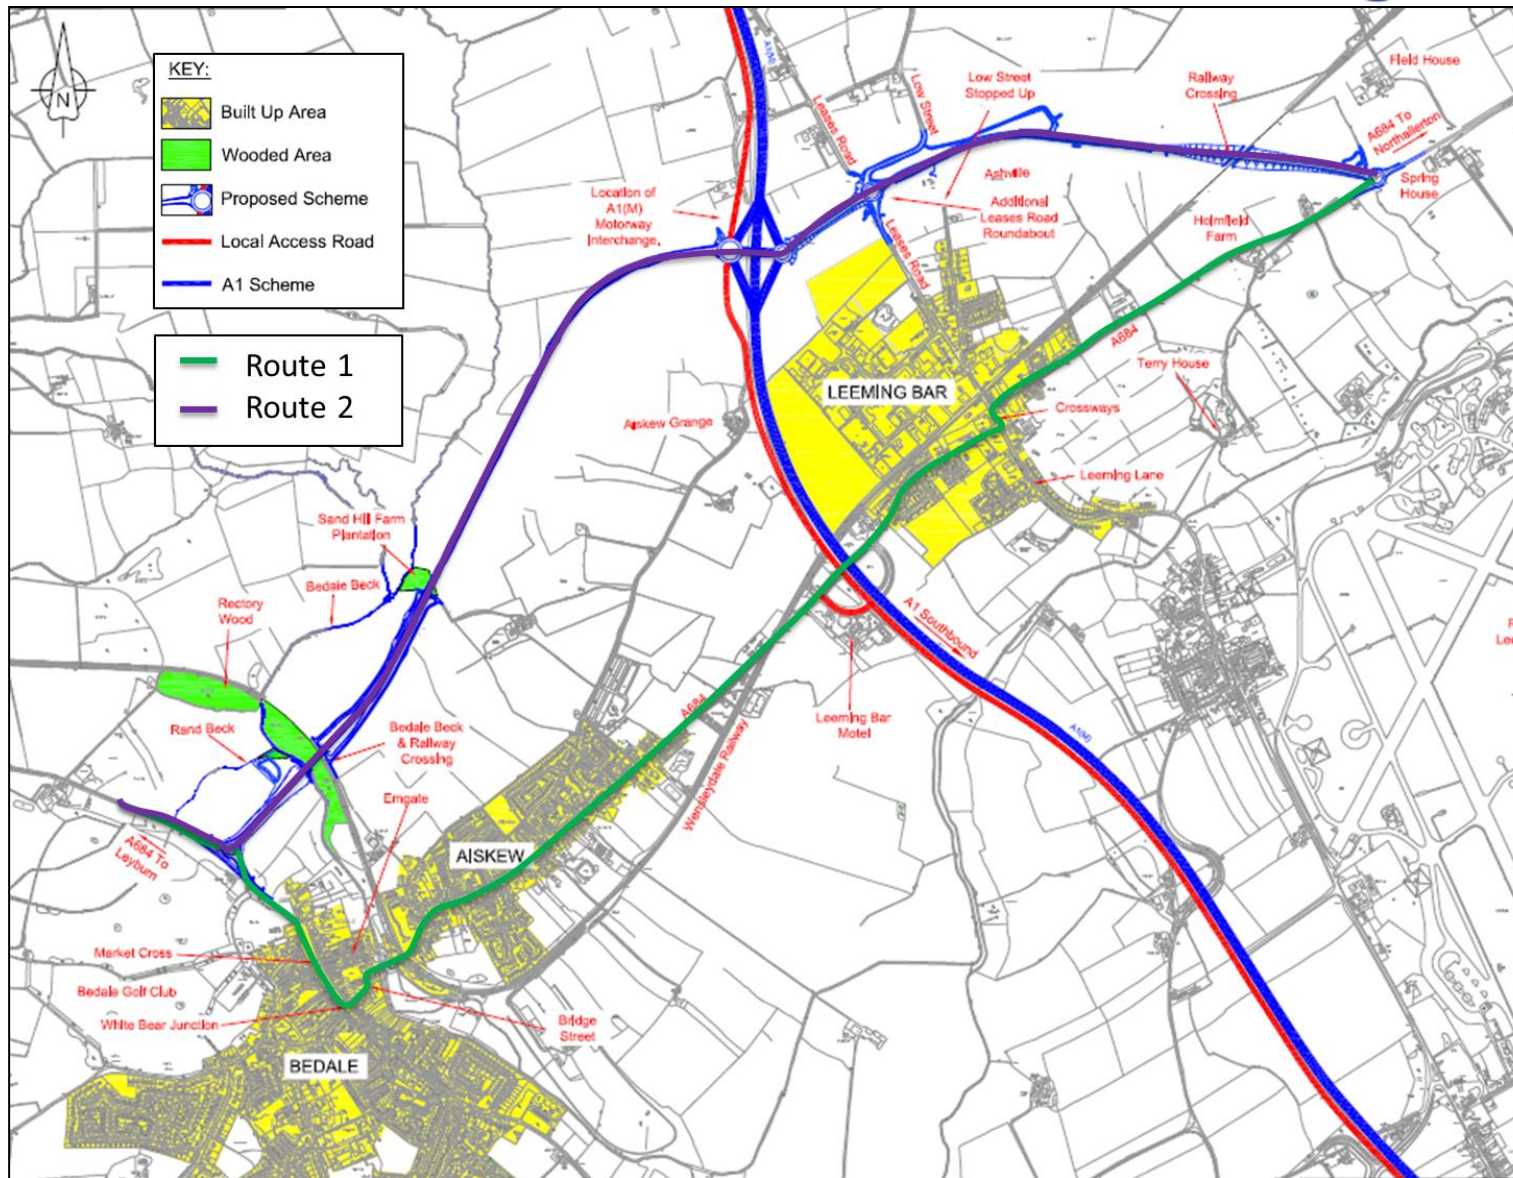 KEY:
Built Up Area
Wooded Area
Proposed Scheme
Local Access Road
A1 Scheme
N
Route 1
Route 2
A1(M)
Leases Road
Low Street
Low Street
Stopped Up
Railway
Crossing
Field House
A684 To
Northallerton
Spring
House
Ashville
Additional
Leases Road
Roundabout
Holmfield
Farm
Location of
A1(M)
Motorway
Interchange.
Leases Road
A684
Terry House
LEEMING BAR
Crossways
Aiskew Grange
Leeming Lane
Sand Hill Farm
Plantation
Bedale Beck
Rectory
Wood
A1 Southbound
Rand Beck
Bedale Beck
& Railway
Crossing
A684
Leeming Bar
Motel
A1(M)
Wensleydale Railway
Emgate
A684 To
Leyburn
AISKEW
Market Cross
Bedale Golf Club
White Bear Junction
Bridge
Street
BEDALE